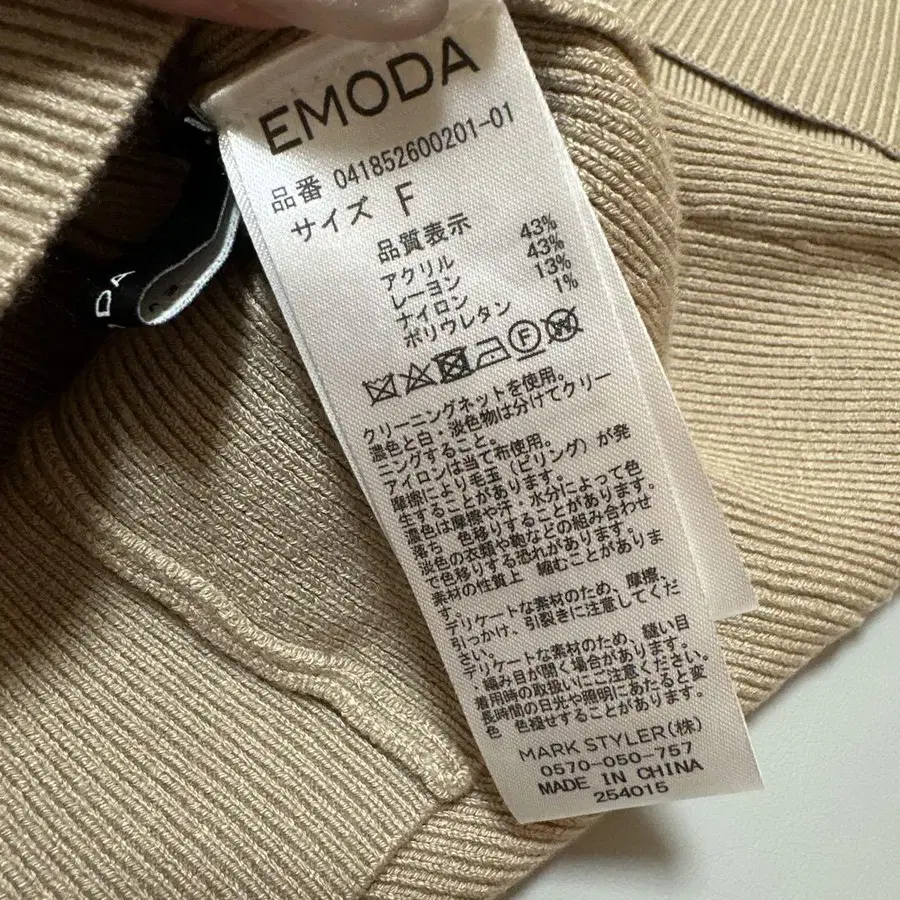 EMODA
品番 041852600201-01
サイズ F
品質表示
アクリル 43%
レーヨン 43%
ナイロン 13%
ポリウレタン 1%
クリーニングネットを使用。
濃色と白・淡色物は分けてクリー
ニングすること。
アイロンは当て布使用。
摩擦により毛玉(ピリング)が発
生することがあります。
濃色は摩擦や汗・水分によって色
落ち 色移りすることがあります。
淡色の衣類や鞄などの組み合わせ
で色移りする恐れがあります。
素材の性質上 縮むことがありま
す。
デリケートな素材のため、摩擦、
引っかけ、引裂きに注意してくだ
さい。
デリケートな素材のため、縫い目
・編み目が開く場合があります。
着用時の取扱いにご注意ください。
長時間の日光や照明にあたると変
色 色褪せすることがあります。
MARK STYLER(株)
0570-050-757
MADE IN CHINA
254015
DA